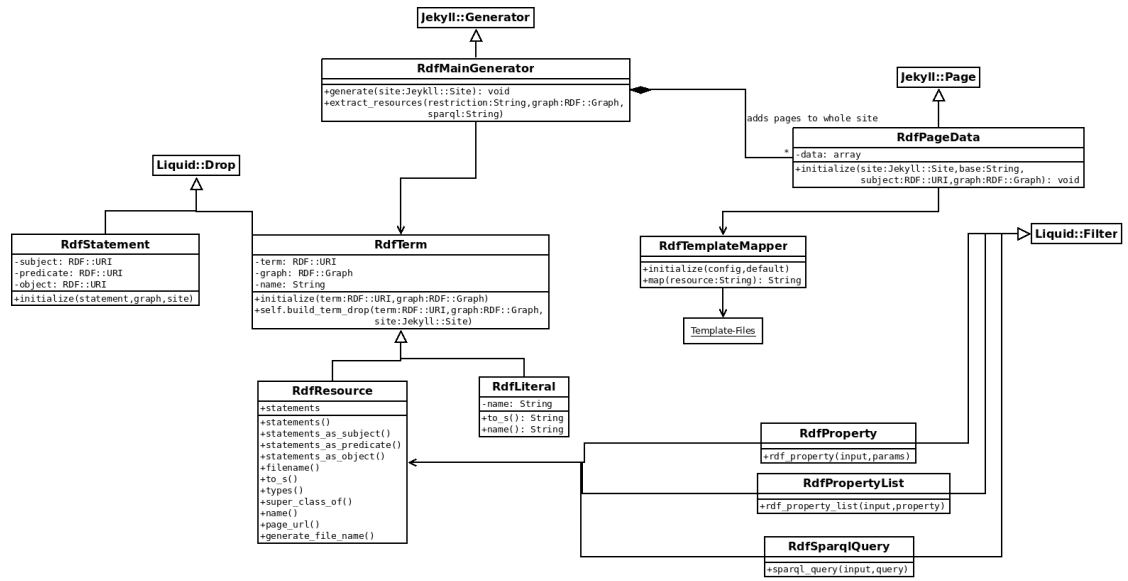 Jekyll::Generator
RdfMainGenerator
+generate(site:Jeykll::Site): void
+extract_resources(restriction:String,graph:RDF::Graph,
sparql:String)
Jekyll::Page
adds pages to whole site
*
RdfPageData
-data: array
+initialize(site:Jekyll::Site,base:String,
subject:RDF::URI,graph:RDF::Graph): void
Liquid::Drop
RdfStatement
-subject: RDF::URI
-predicate: RDF::URI
-object: RDF::URI
+initialize(statement,graph,site)
RdfTerm
-term: RDF::URI
-graph: RDF::Graph
-name: String
+initialize(term:RDF::URI,graph:RDF::Graph)
+self.build_term_drop(term:RDF::URI,graph:RDF::Graph,
site:Jekyll::Site)
RdfTemplateMapper
+initialize(config,default)
+map(resource:String): String
Template-Files
Liquid::Filter
RdfResource
+statements
+statements()
+statements_as_subject()
+statements_as_predicate()
+statements_as_object()
+filename()
+to_s()
+types()
+super_class_of()
+name()
+page_url()
+generate_file_name()
RdfLiteral
-name: String
+to_s(): String
+name(): String
RdfProperty
+rdf_property(input,params)
RdfPropertyList
+rdf_property_list(input,property)
RdfSparqlQuery
+sparql_query(input,query)